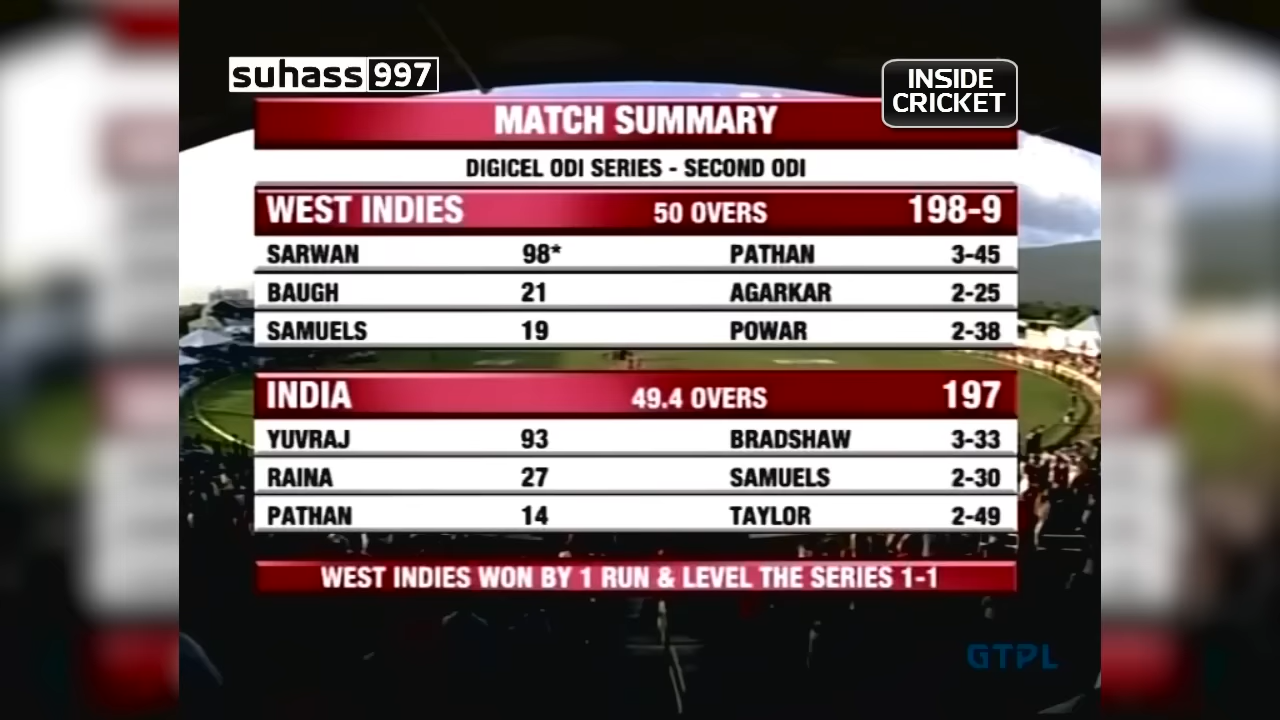 suhass 997
INSIDE
CRICKET
MATCH SUMMARY
DIGICEL ODI SERIES - SECOND ODI
WEST INDIES 50 OVERS 198-9
SARWAN 98* PATHAN 3-45
BAUGH 21 AGARKAR 2-25
SAMUELS 19 POWAR 2-38
INDIA 49.4 OVERS 197
YUVRAJ 93 BRADSHAW 3-33
RAINA 27 SAMUELS 2-30
PATHAN 14 TAYLOR 2-49
WEST INDIES WON BY 1 RUN & LEVEL THE SERIES 1-1
GTPL